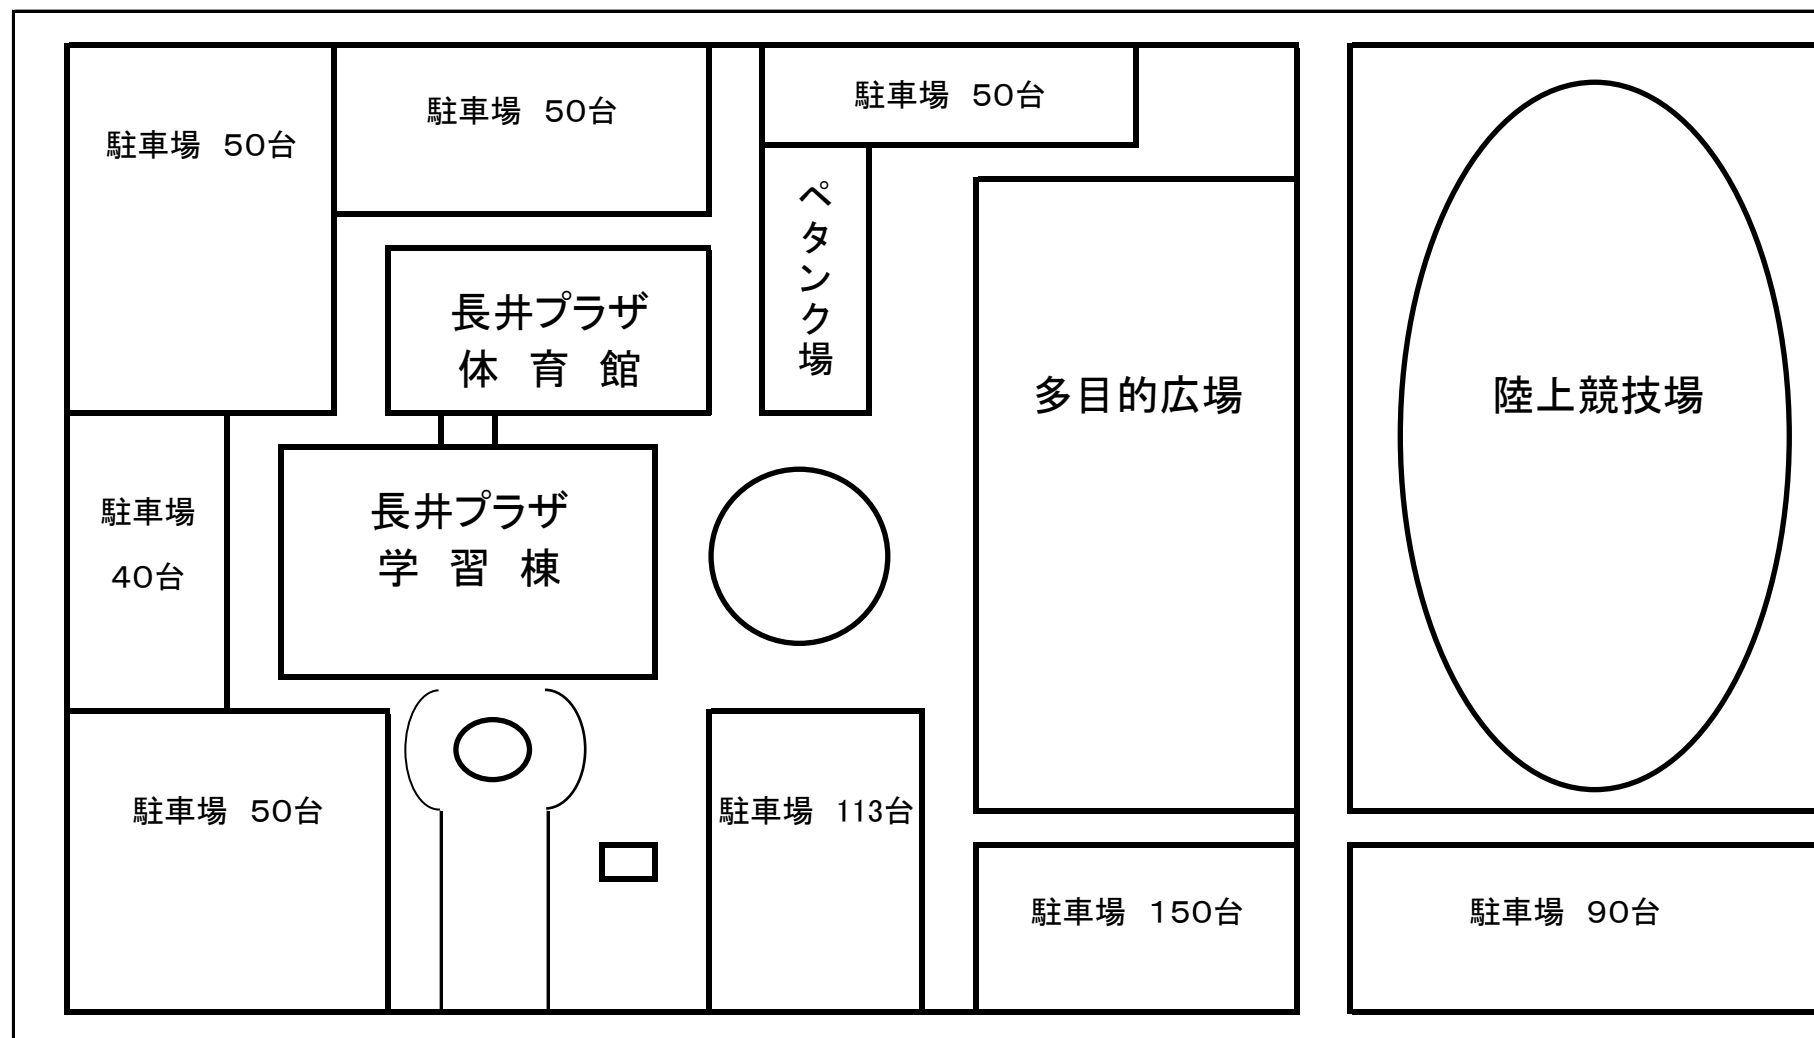 駐車場　50台
駐車場　50台
駐車場　50台
ペタンク場
長井プラザ
体　育　館
多目的広場
陸上競技場
駐車場
40台
長井プラザ
学　習　棟
駐車場　50台
駐車場　113台
駐車場　150台
駐車場　90台